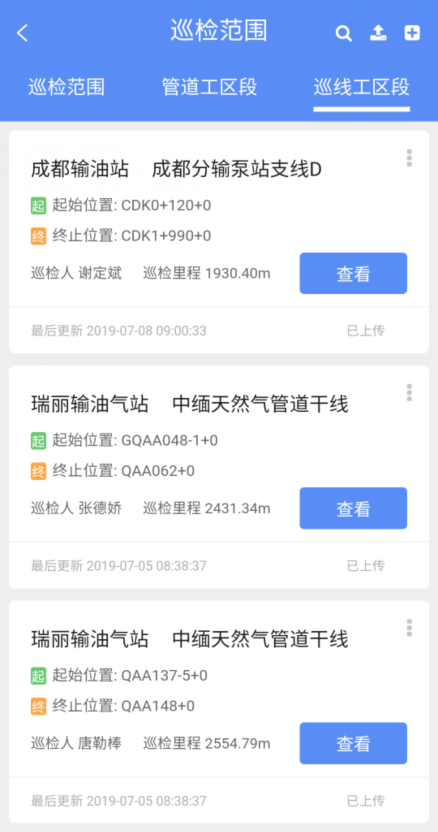 巡检范围
巡检范围 管道工区段 巡线工区段
成都输油站 成都分输泵站支线D
起 起始位置: CDK0+120+0
终 终止位置: CDK1+990+0
巡检人 谢定斌 巡检里程 1930.40m 查看
最后更新 2019-07-08 09:00:33 已上传
瑞丽输油气站 中缅天然气管道干线
起 起始位置: GQAA048-1+0
终 终止位置: QAA062+0
巡检人 张德娇 巡检里程 2431.34m 查看
最后更新 2019-07-05 08:38:37 已上传
瑞丽输油气站 中缅天然气管道干线
起 起始位置: QAA137-5+0
终 终止位置: QAA148+0
巡检人 唐勒棒 巡检里程 2554.79m 查看
最后更新 2019-07-05 08:38:37 已上传